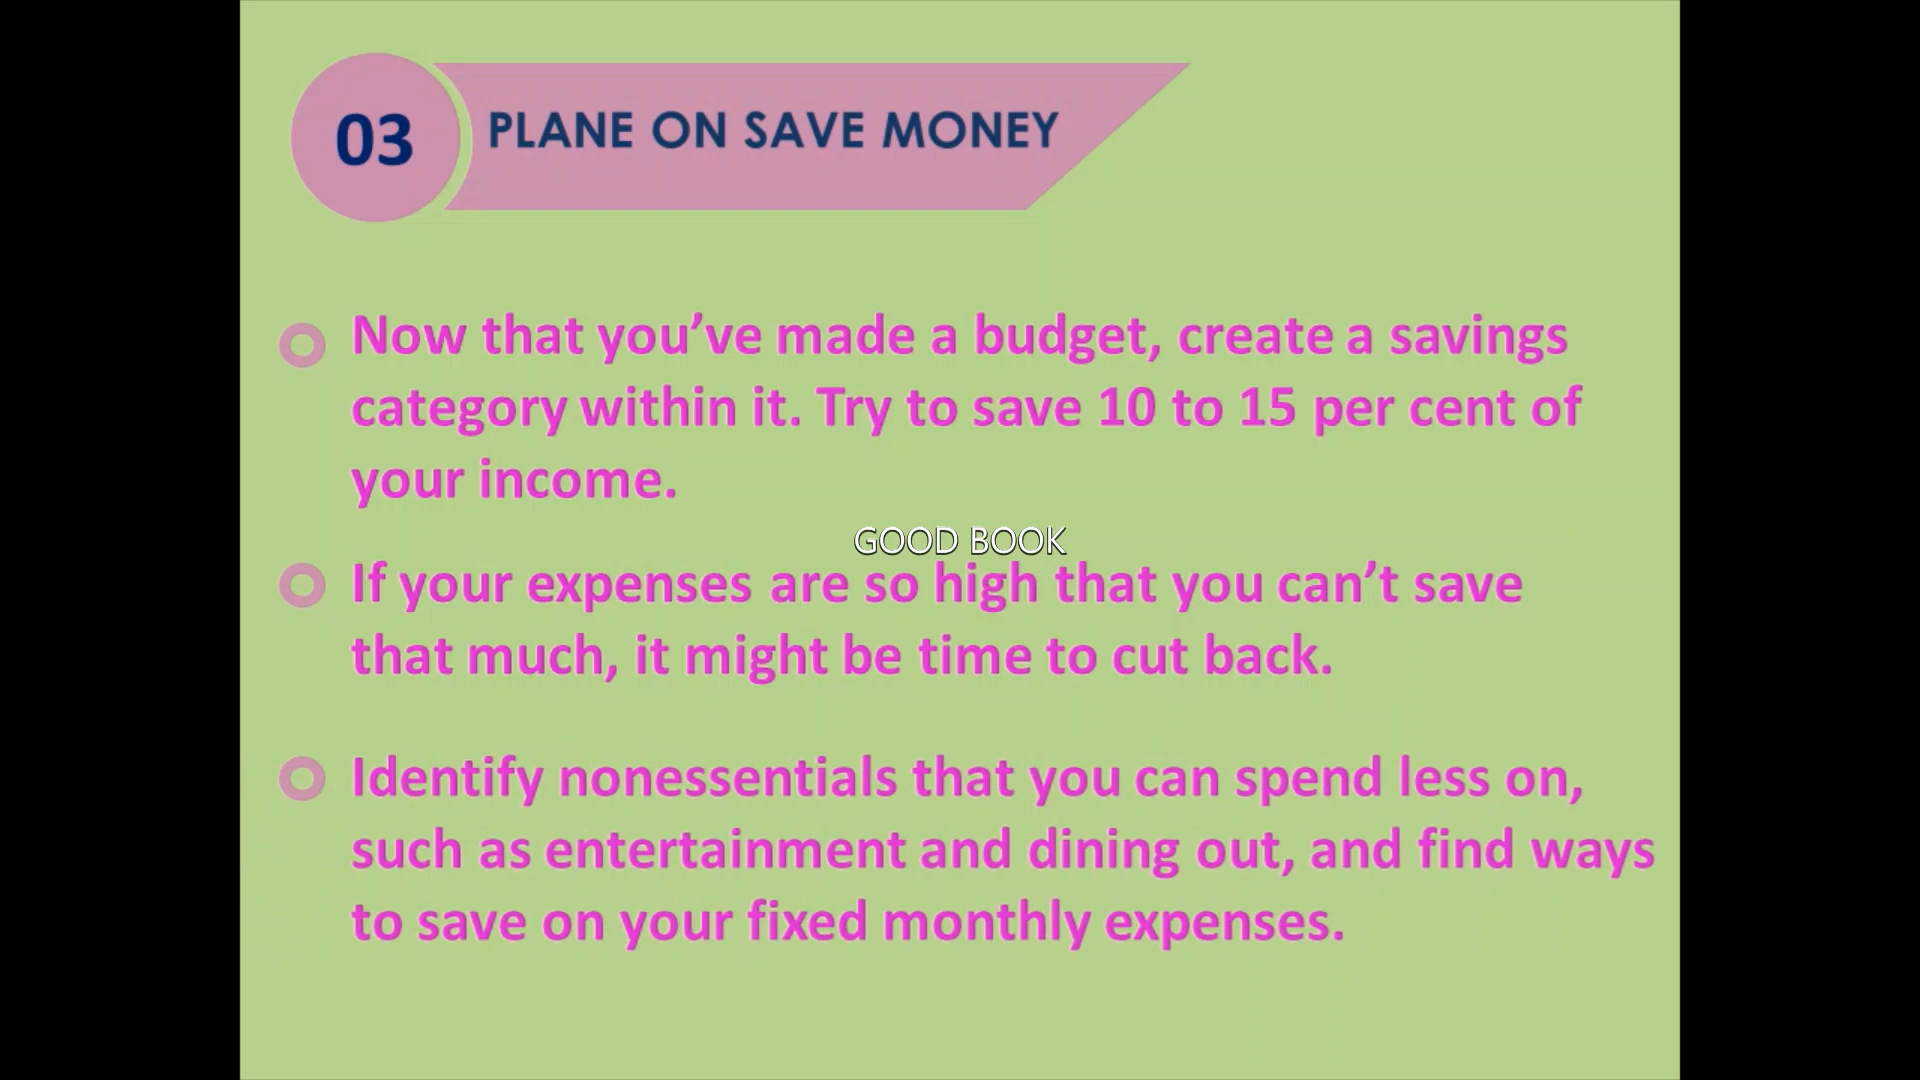 03
PLANE ON SAVE MONEY
Now that you’ve made a budget, create a savings
category within it. Try to save 10 to 15 per cent of
your income.
GOOD BOOK
If your expenses are so high that you can’t save
that much, it might be time to cut back.
Identify nonessentials that you can spend less on,
such as entertainment and dining out, and find ways
to save on your fixed monthly expenses.